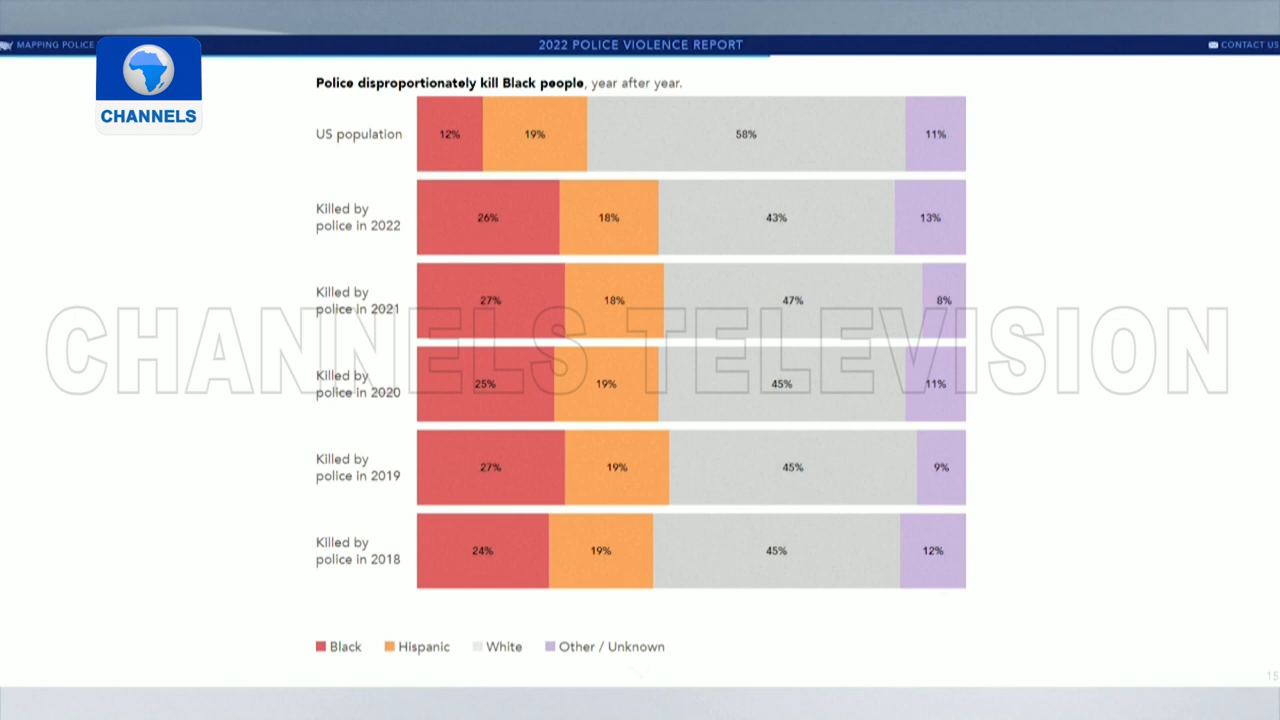 MAPPING POLICE
2022 POLICE VIOLENCE REPORT
CONTACT US
CHANNELS
Police disproportionately kill Black people, year after year.
US population
12%
19%
58%
11%
Killed by
police in 2022
26%
18%
43%
13%
Killed by
police in 2021
27%
18%
47%
8%
CHANNELS TELEVISION
Killed by
police in 2020
25%
19%
45%
11%
Killed by
police in 2019
27%
19%
45%
9%
Killed by
police in 2018
24%
19%
45%
12%
Black
Hispanic
White
Other / Unknown
15